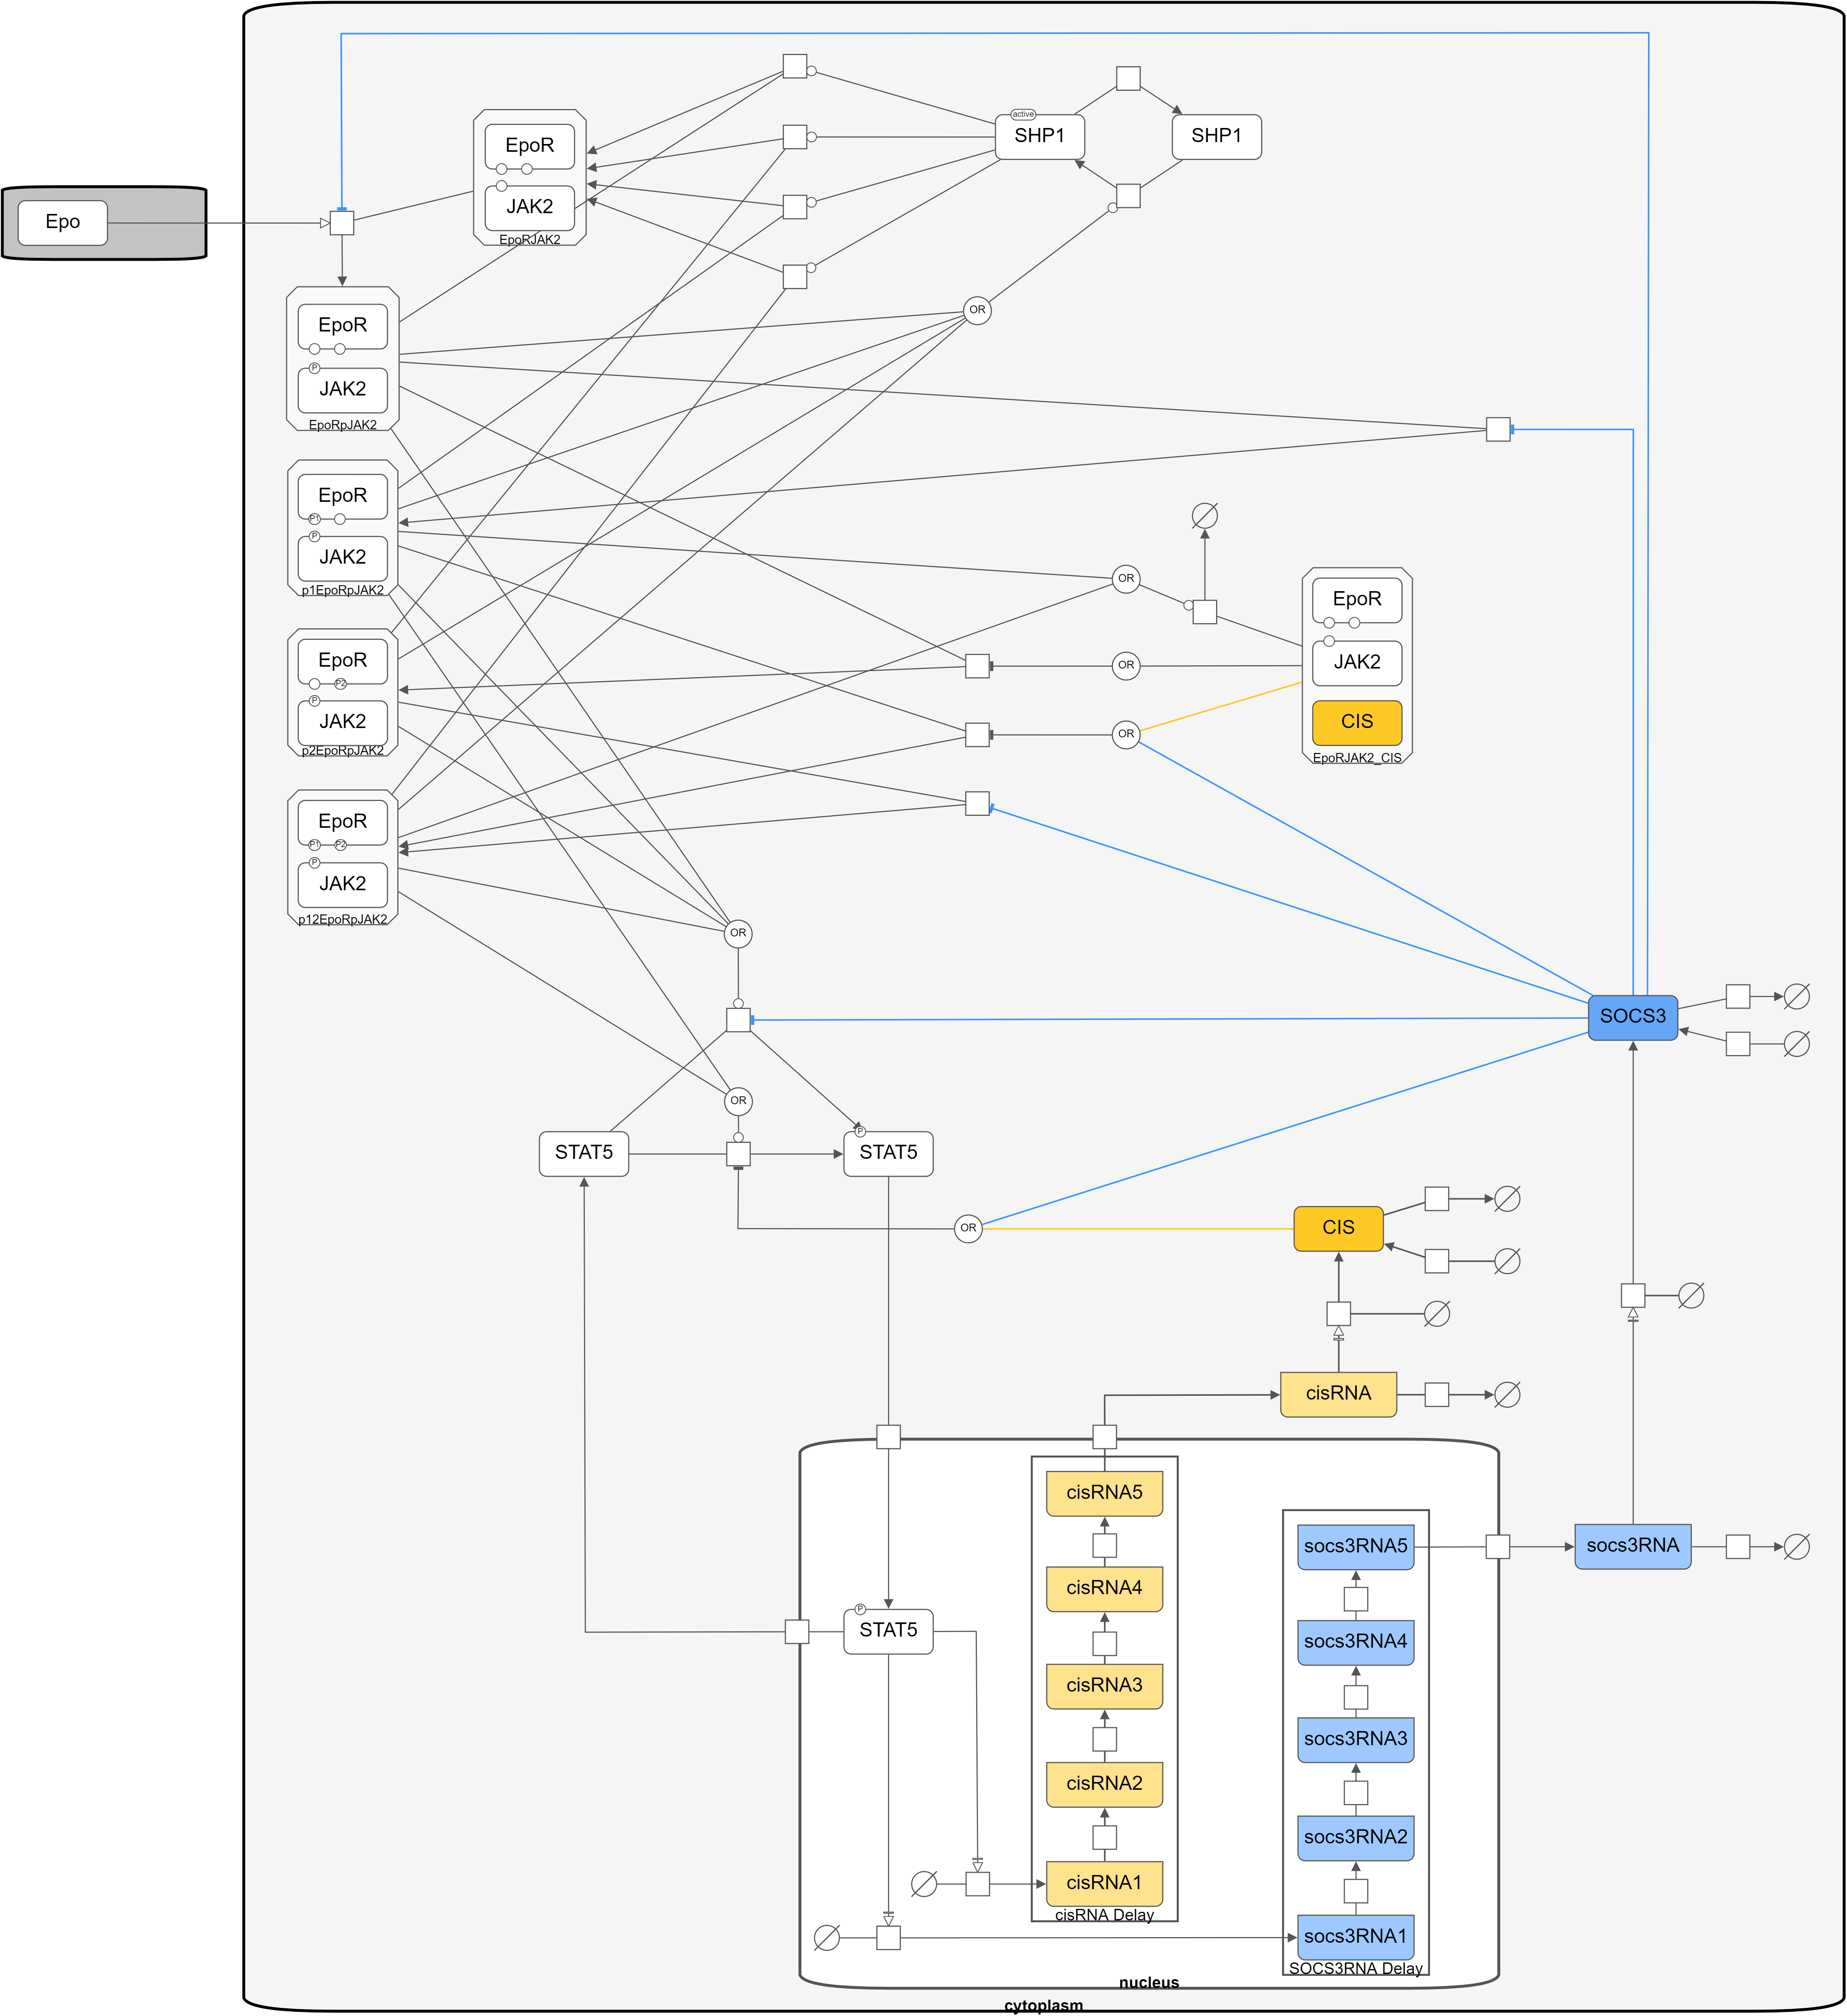 active
SHP1
SHP1
EpoR
JAK2
EpoRJAK2
Epo
OR
EpoR
P
JAK2
EpoRpJAK2
EpoR
P1
P
JAK2
p1EpoRpJAK2
OR
EpoR
JAK2
CIS
EpoRJAK2_CIS
EpoR
P2
P
JAK2
p2EpoRpJAK2
OR
OR
EpoR
P1
P2
P
JAK2
p12EpoRpJAK2
OR
SOCS3
OR
STAT5
P
STAT5
OR
CIS
cisRNA
cisRNA5
cisRNA4
cisRNA3
cisRNA2
cisRNA1
cisRNA Delay
socs3RNA5
socs3RNA
socs3RNA4
socs3RNA3
socs3RNA2
socs3RNA1
SOCS3RNA Delay
P
STAT5
nucleus
cytoplasm